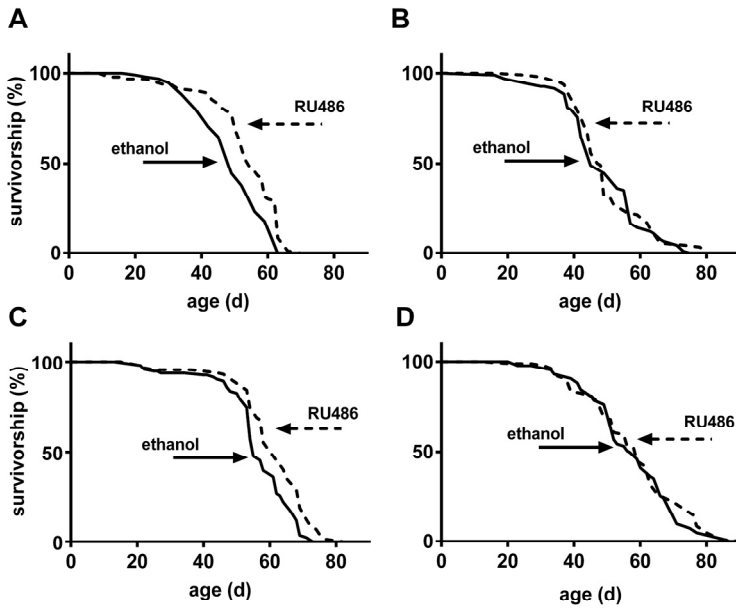 A
survivorship (%)
100
50
0
ethanol
RU486
0 20 40 60 80
age (d)
B
100
50
0
ethanol
RU486
0 20 40 60 80
age (d)
C
survivorship (%)
100
50
0
ethanol
RU486
0 20 40 60 80
age (d)
D
100
50
0
ethanol
RU486
0 20 40 60 80
age (d)